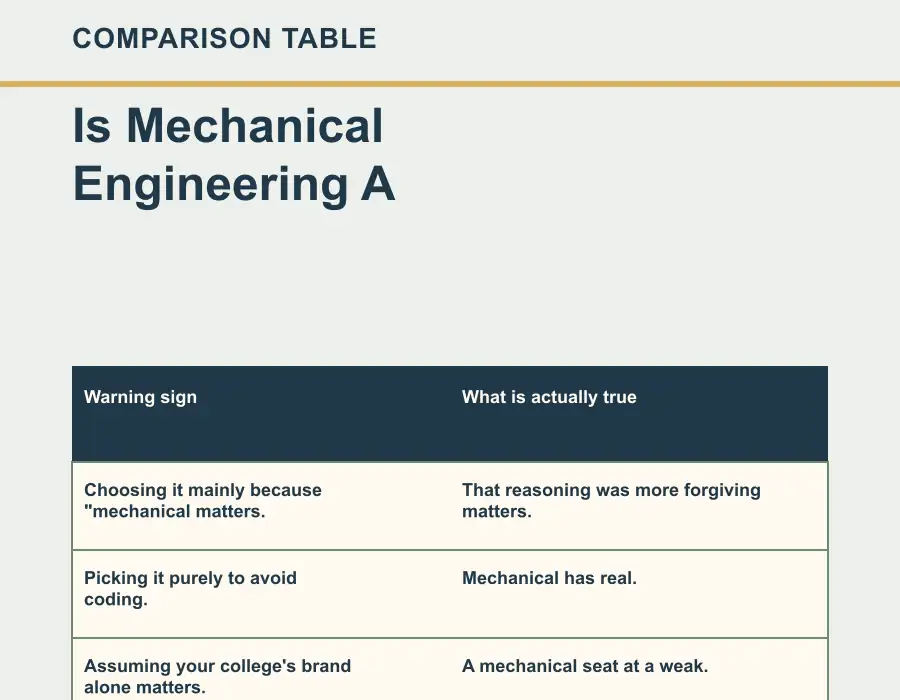 COMPARISON TABLE
Is Mechanical
Engineering A
Warning sign
What is actually true
Choosing it mainly because
"mechanical matters.
That reasoning was more forgiving
matters.
Picking it purely to avoid
coding.
Mechanical has real.
Assuming your college's brand
alone matters.
A mechanical seat at a weak.